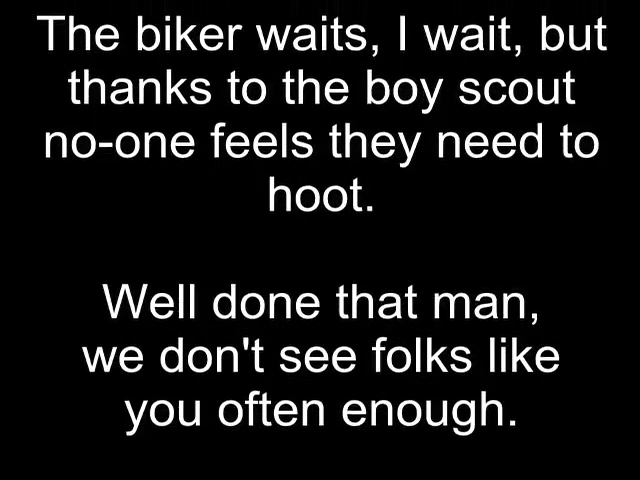 The biker waits, I wait, but
thanks to the boy scout
no-one feels they need to
hoot.
Well done that man,
we don't see folks like
you often enough.